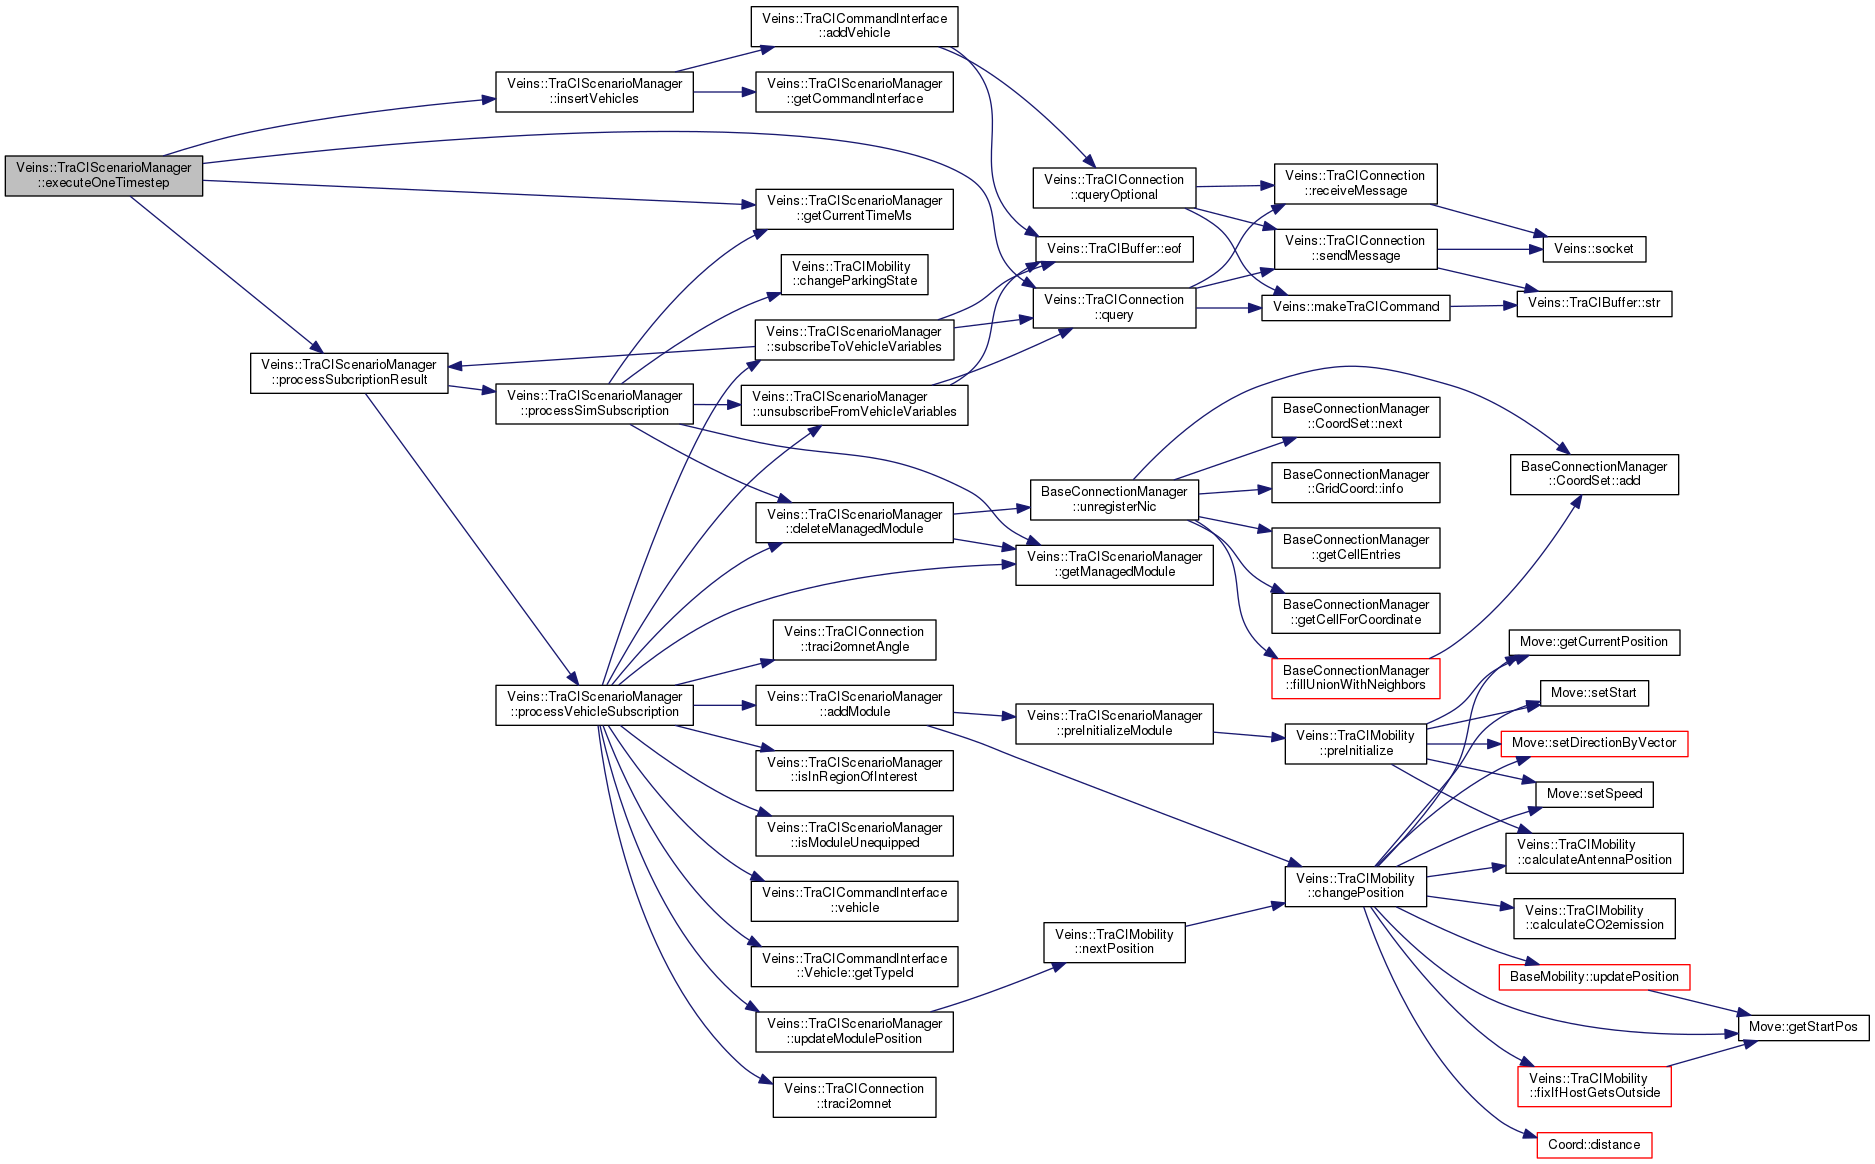 Veins::TraCIScenarioManager
::executeOneTimestep
Veins::TraCIScenarioManager
::insertVehicles
Veins::TraCIScenarioManager
::processSubcriptionResult
Veins::TraCIScenarioManager
::processSimSubscription
Veins::TraCIScenarioManager
::processVehicleSubscription
Veins::TraCICommandInterface
::addVehicle
Veins::TraCIScenarioManager
::getCommandInterface
Veins::TraCIScenarioManager
::getCurrentTimeMs
Veins::TraCIMobility
::changeParkingState
Veins::TraCIScenarioManager
::subscribeToVehicleVariables
Veins::TraCIScenarioManager
::unsubscribeFromVehicleVariables
Veins::TraCIScenarioManager
::deleteManagedModule
Veins::TraCIConnection
::traci2omnetAngle
Veins::TraCIScenarioManager
::addModule
Veins::TraCIScenarioManager
::isInRegionOfInterest
Veins::TraCIScenarioManager
::isModuleUnequipped
Veins::TraCICommandInterface
::vehicle
Veins::TraCICommandInterface
::Vehicle::getTypeId
Veins::TraCIScenarioManager
::updateModulePosition
Veins::TraCIConnection
::traci2omnet
Veins::TraCIConnection
::queryOptional
Veins::TraCIBuffer::eof
Veins::TraCIConnection
::query
BaseConnectionManager
::unregisterNic
Veins::TraCIScenarioManager
::getManagedModule
Veins::TraCIScenarioManager
::preInitializeModule
Veins::TraCIMobility
::nextPosition
Veins::TraCIConnection
::receiveMessage
Veins::TraCIConnection
::sendMessage
Veins::makeTraCICommand
BaseConnectionManager
::CoordSet::next
BaseConnectionManager
::GridCoord::info
BaseConnectionManager
::getCellEntries
BaseConnectionManager
::getCellForCoordinate
BaseConnectionManager
::fillUnionWithNeighbors
Veins::TraCIMobility
::preInitialize
Veins::TraCIMobility
::changePosition
Veins::socket
Veins::TraCIBuffer::str
BaseConnectionManager
::CoordSet::add
Move::getCurrentPosition
Move::setStart
Move::setDirectionByVector
Move::setSpeed
Veins::TraCIMobility
::calculateAntennaPosition
Veins::TraCIMobility
::calculateCO2emission
BaseMobility::updatePosition
Move::getStartPos
Veins::TraCIMobility
::fixIfHostGetsOutside
Coord::distance